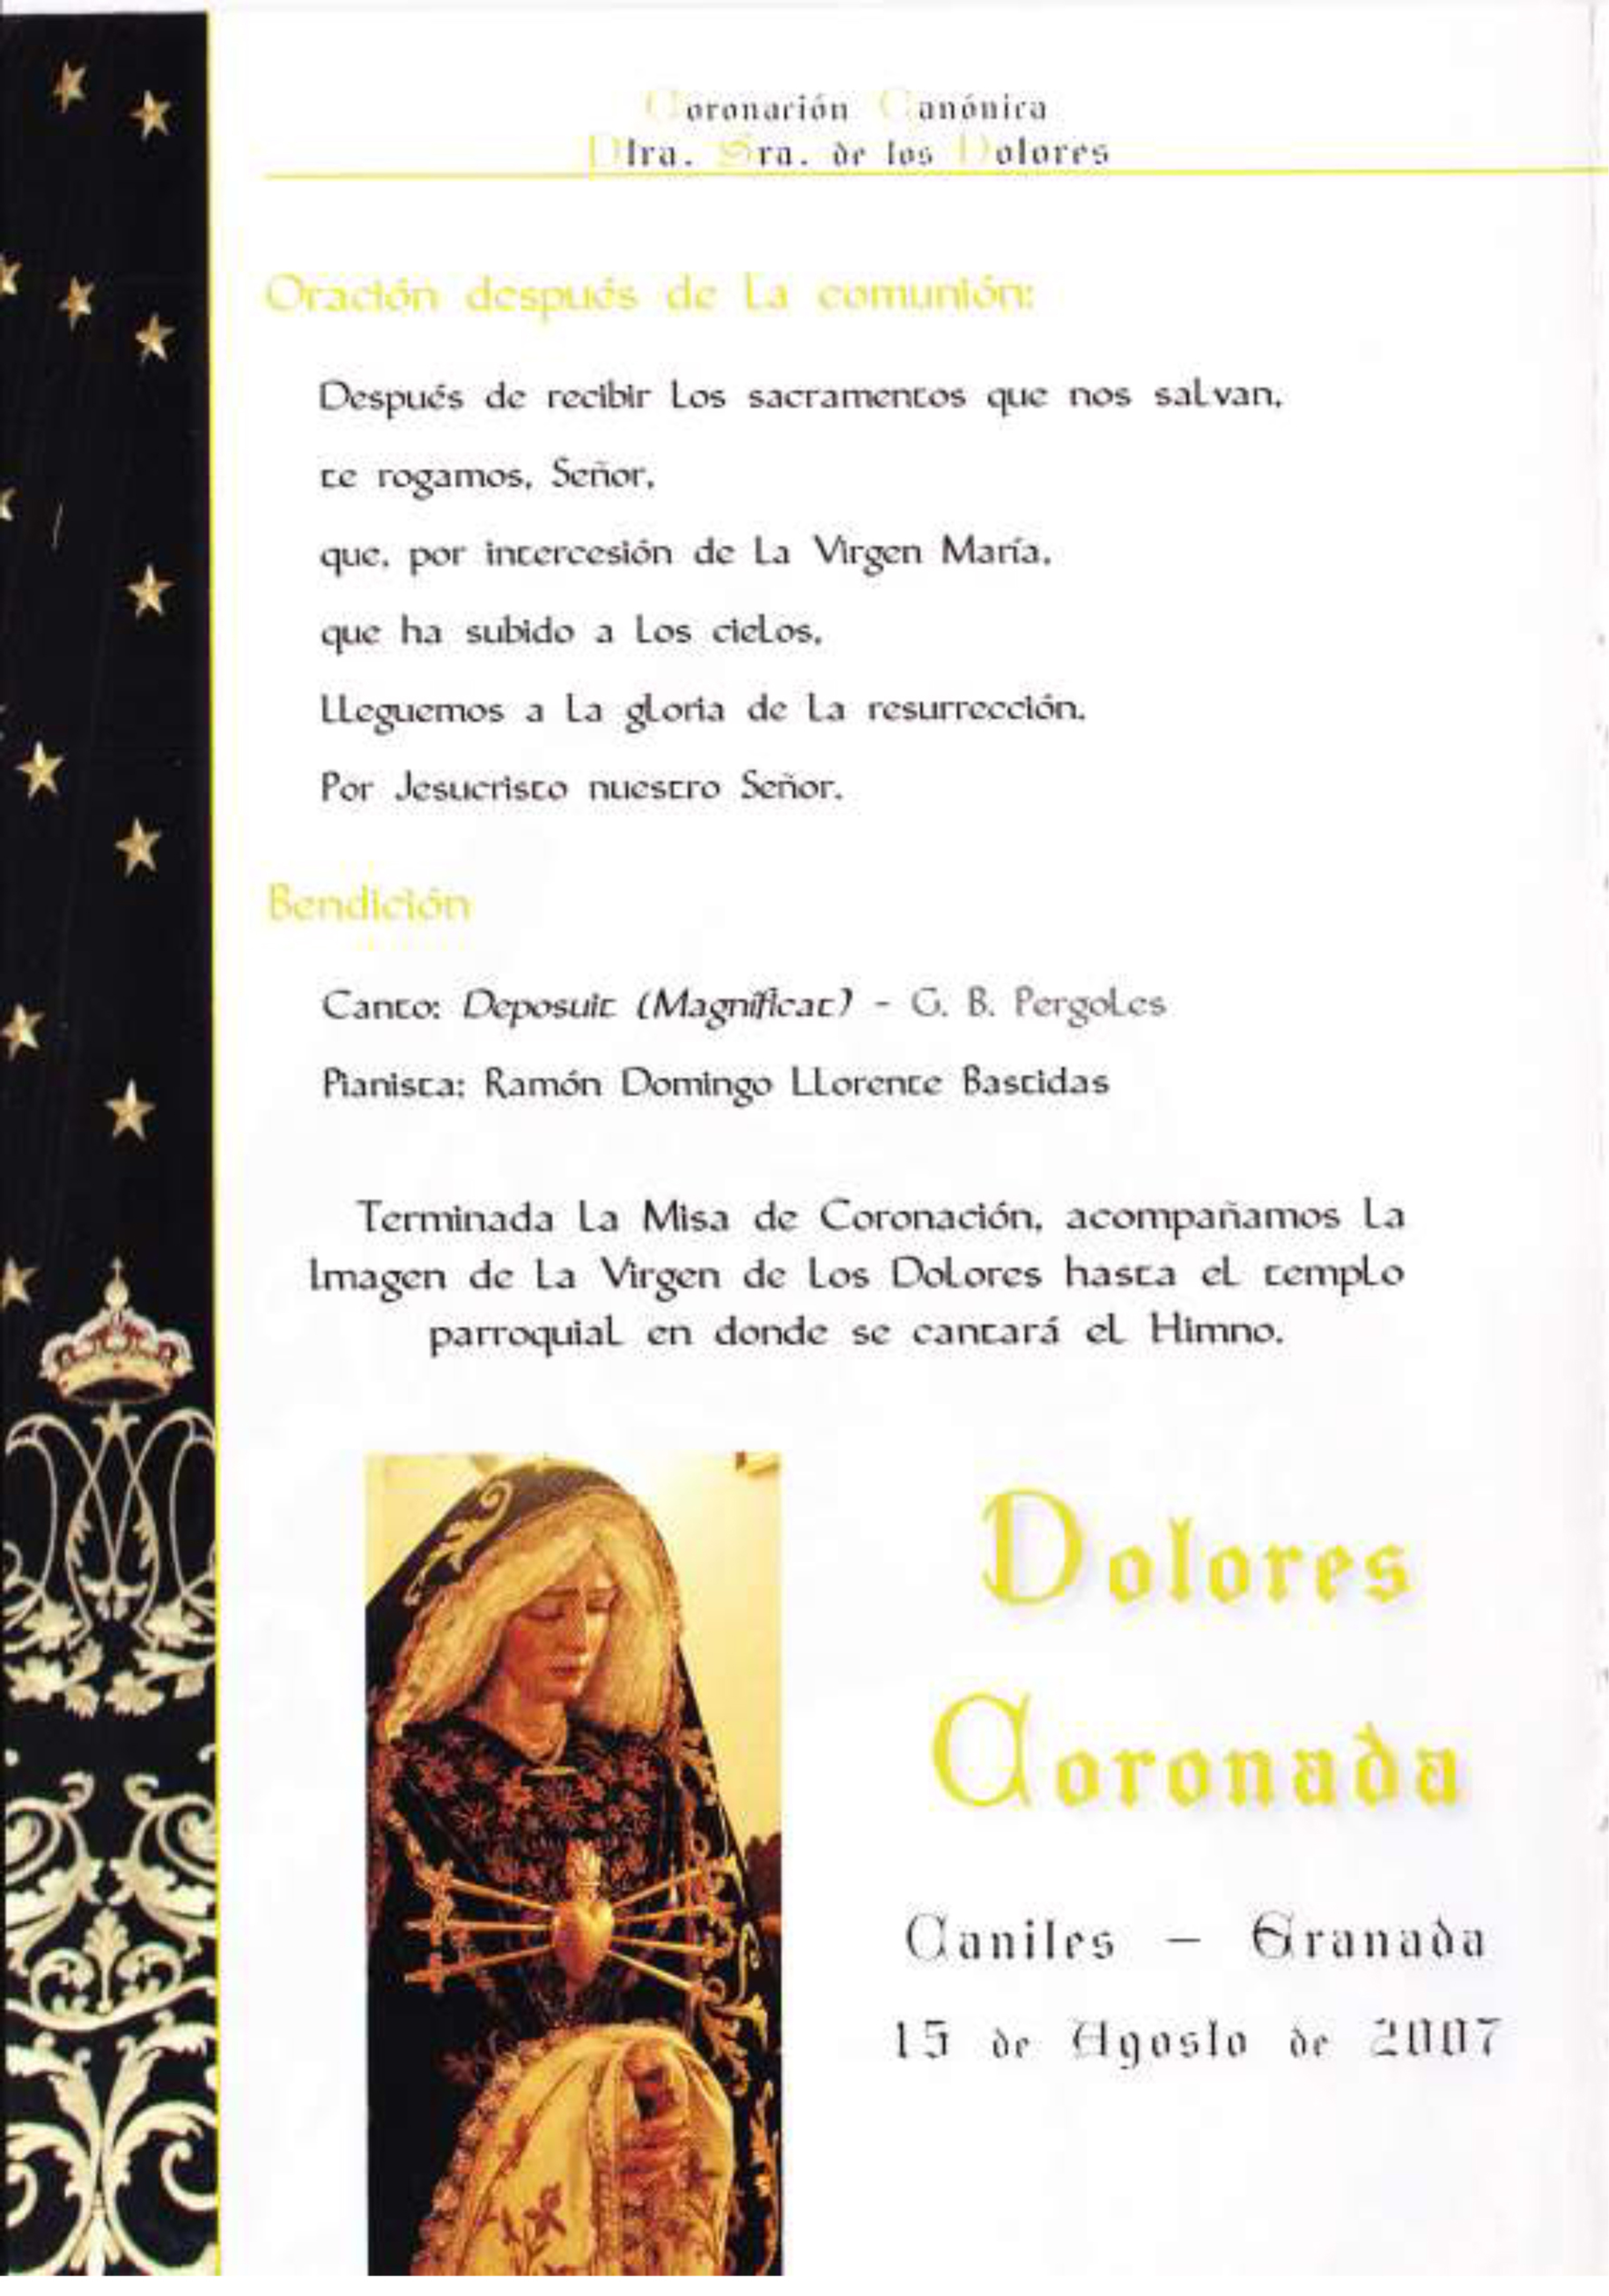 Coronación Canónica
Ntra. Sra. de los Dolores
Oración después de la comunión:
Después de recibir los sacramentos que nos salvan,
te rogamos, Señor,
que, por intercesión de la Virgen María,
que ha subido a los cielos,
lleguemos a la gloria de la resurrección.
Por Jesucristo nuestro Señor.
Bendición
Canto: Deposuit (Magnificat) - G. B. Pergoles
Pianista: Ramón Domingo Llorente Bastidas
Terminada la Misa de Coronación, acompañamos la
Imagen de la Virgen de los Dolores hasta el templo
parroquial en donde se cantará el Himno.
Dolores
Coronada
Caniles - Granada
15 de Agosto de 2007